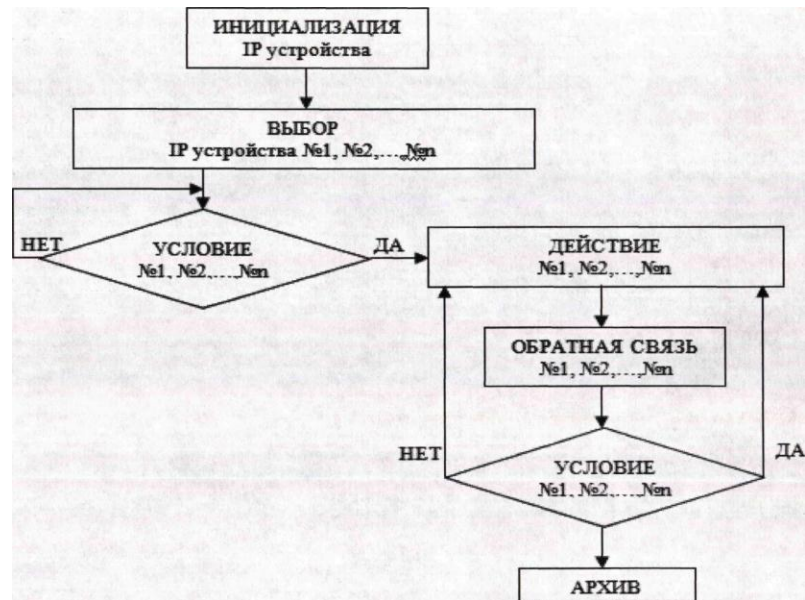 ИНИЦИАЛИЗАЦИЯ
IP устройства
ВЫБОР
IP устройства №1, №2,…,№n
НЕТ
УСЛОВИЕ
№1, №2,…,№n
ДА
ДЕЙСТВИЕ
№1, №2,…,№n
ОБРАТНАЯ СВЯЗЬ
№1, №2,…,№n
НЕТ
УСЛОВИЕ
№1, №2,…,№n
ДА
АРХИВ